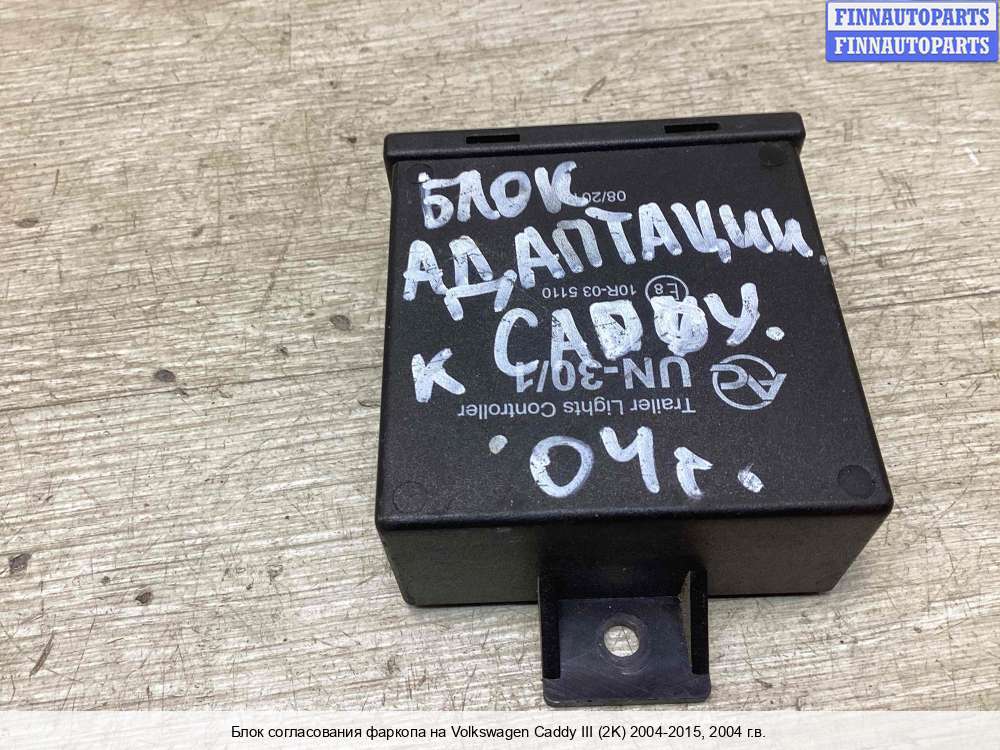 FINNAUTOPARTS
FINNAUTOPARTS
БЛОК
08/20
АДАПТАЦИИ
10R-03 5110
E8
К CADDY.
UN-30/1
AC
Trailer Lights Controller
. 04г.
Блок согласования фаркопа на Volkswagen Caddy III (2K) 2004-2015, 2004 г.в.